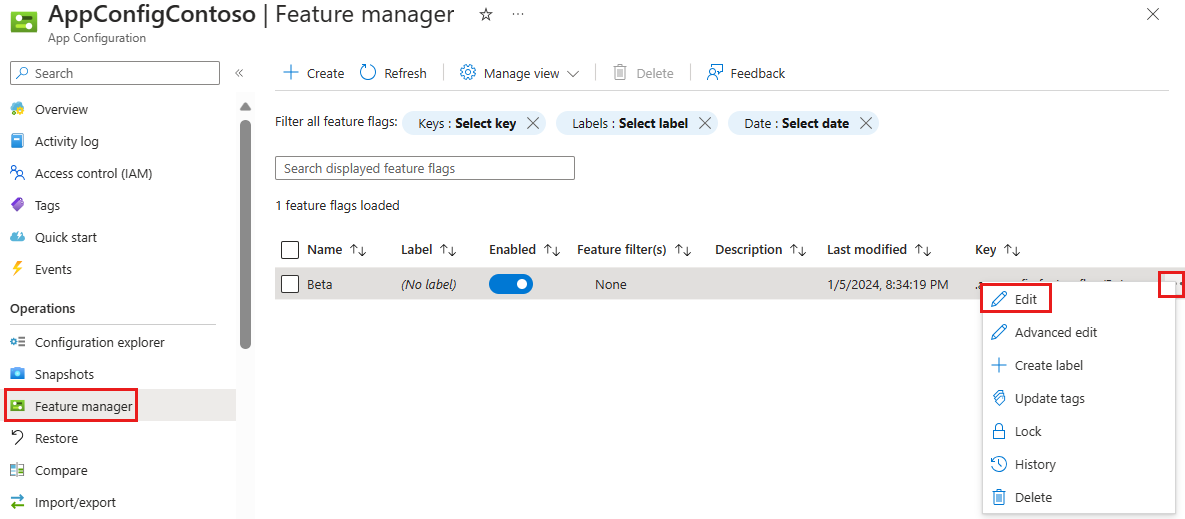 AppConfigContoso | Feature manager ☆ ···
App Configuration
Search
Create Refresh Manage view Delete Feedback
Overview
Activity log
Access control (IAM)
Tags
Quick start
Events
Operations
Configuration explorer
Snapshots
Feature manager
Restore
Compare
Import/export
Filter all feature flags: Keys : Select key Labels : Select label Date : Select date
Search displayed feature flags
1 feature flags loaded
Name Label Enabled Feature filter(s) Description Last modified Key
Beta (No label) None 1/5/2024, 8:34:19 PM
Edit
Advanced edit
Create label
Update tags
Lock
History
Delete